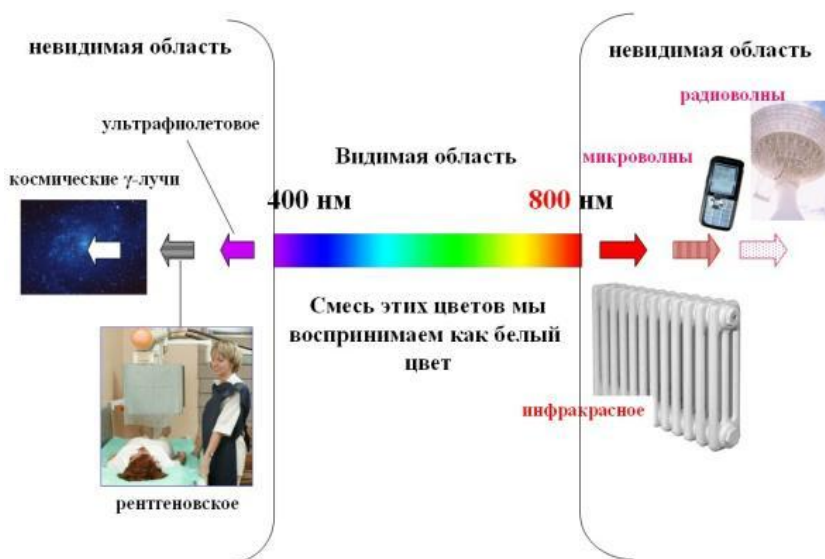 невидимая область
ультрафиолетовое
космические γ-лучи
рентгеновское
Видимая область
400 нм
800 нм
Смесь этих цветов мы
воспринимаем как белый
цвет
невидимая область
радиоволны
микроволны
инфракрасное